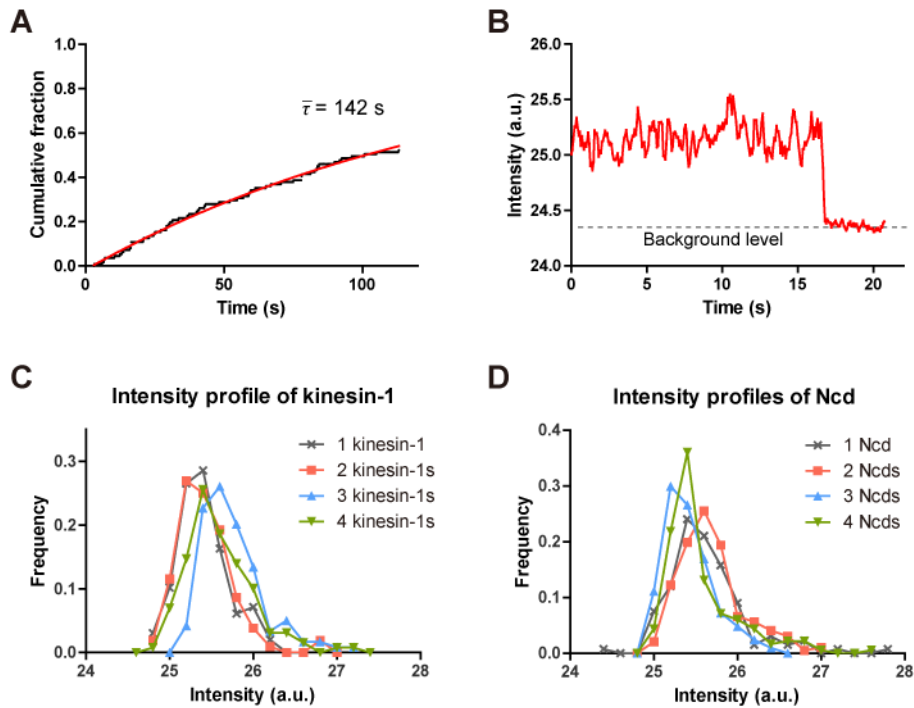 A
1.0
0.8
0.6
0.4
0.2
0.0
Cumulative fraction
τ̄ = 142 s
0
50
100
Time (s)
B
26.0
25.5
25.0
24.5
24.0
Intensity (a.u.)
Background level
0
5
10
15
20
Time (s)
C
Intensity profile of kinesin-1
0.3
0.2
0.1
0.0
Frequency
1 kinesin-1
2 kinesin-1s
3 kinesin-1s
4 kinesin-1s
24
25
26
27
28
Intensity (a.u.)
D
Intensity profiles of Ncd
0.4
0.3
0.2
0.1
0.0
Frequency
1 Ncd
2 Ncds
3 Ncds
4 Ncds
24
25
26
27
28
Intensity (a.u.)